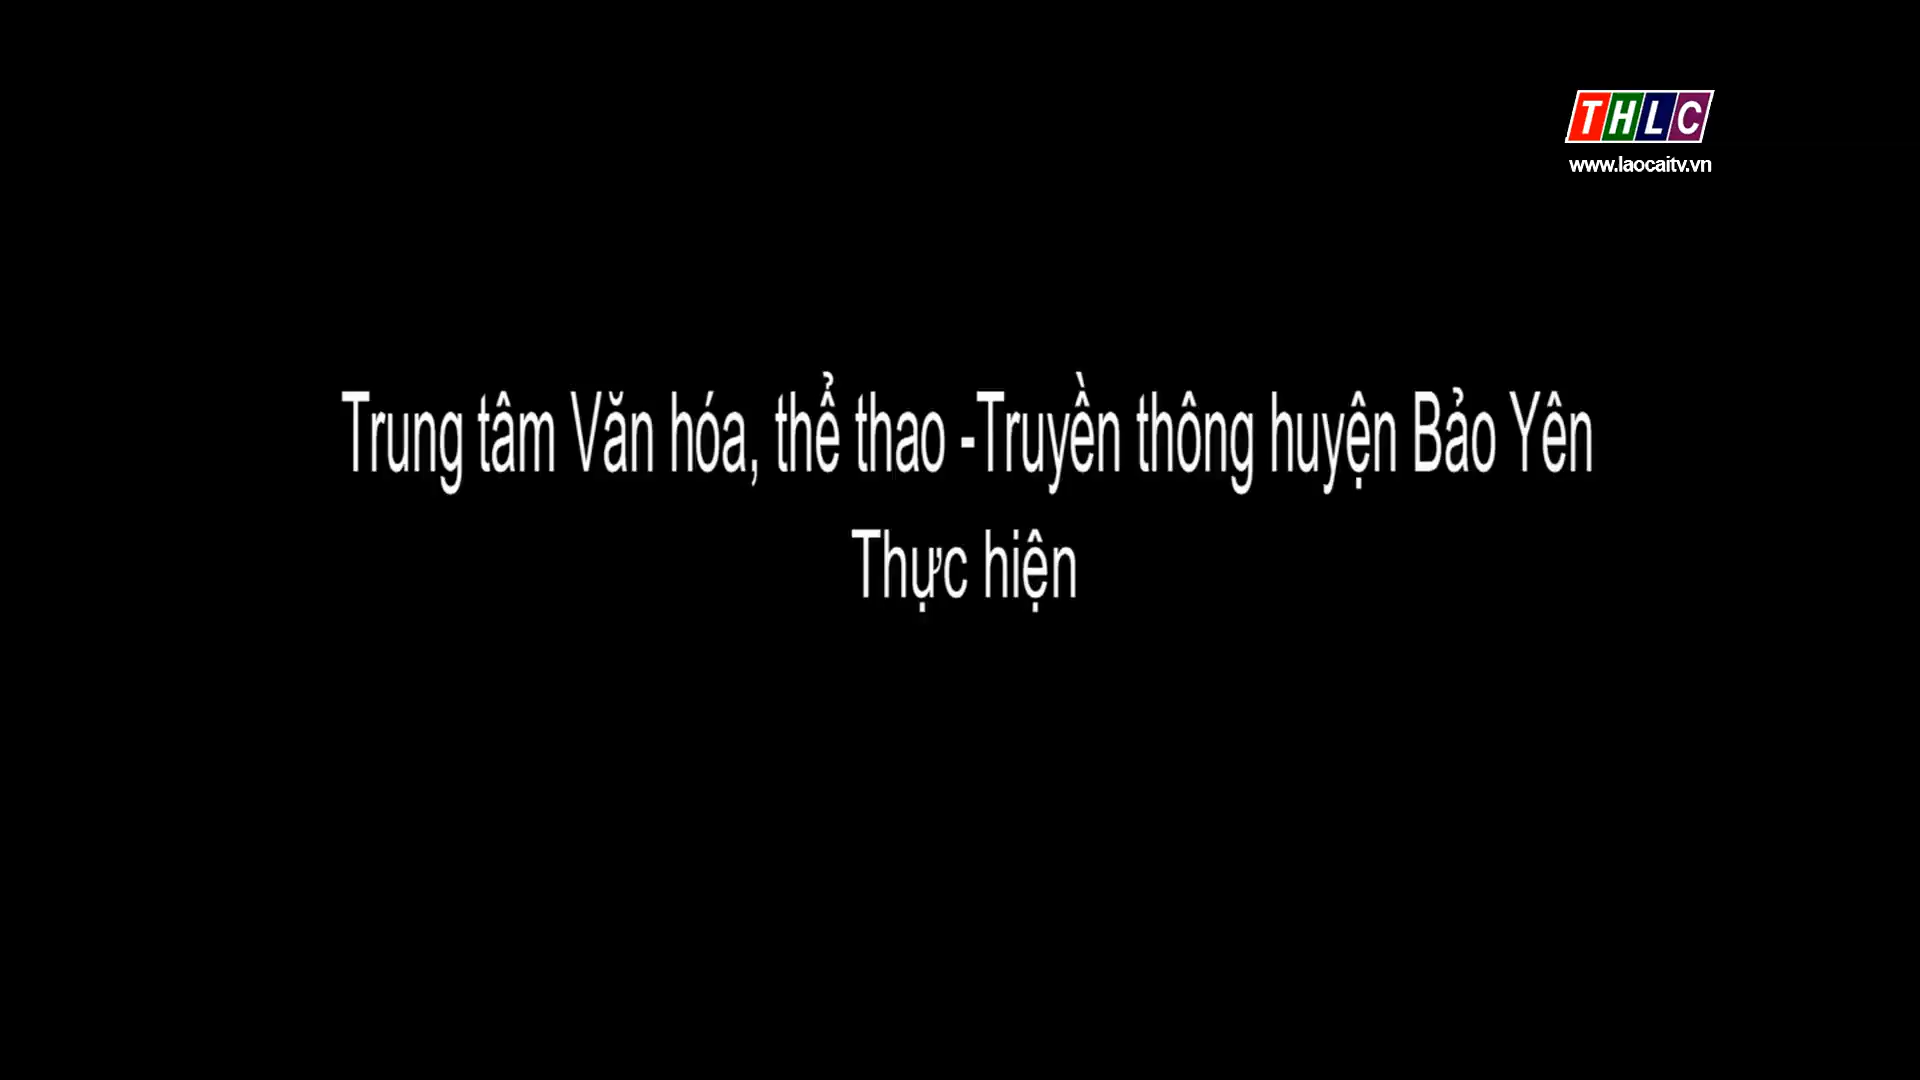 THLC
www.laocaitv.vn
Trung tâm Văn hóa, thể thao -Truyền thông huyện Bảo Yên
Thực hiện